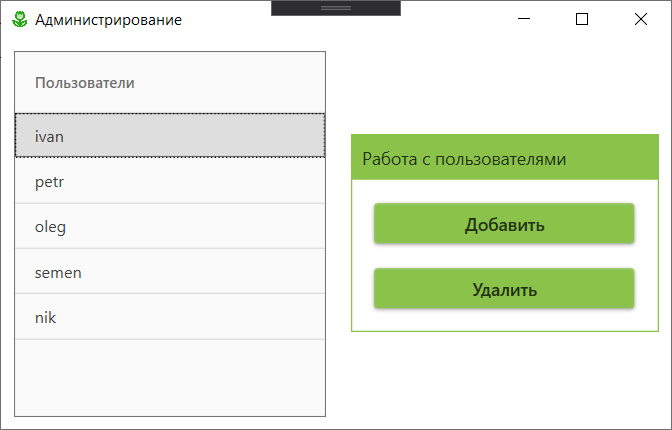 Администрирование
Пользователи
ivan
petr
oleg
semen
nik
Работа с пользователями
Добавить
Удалить